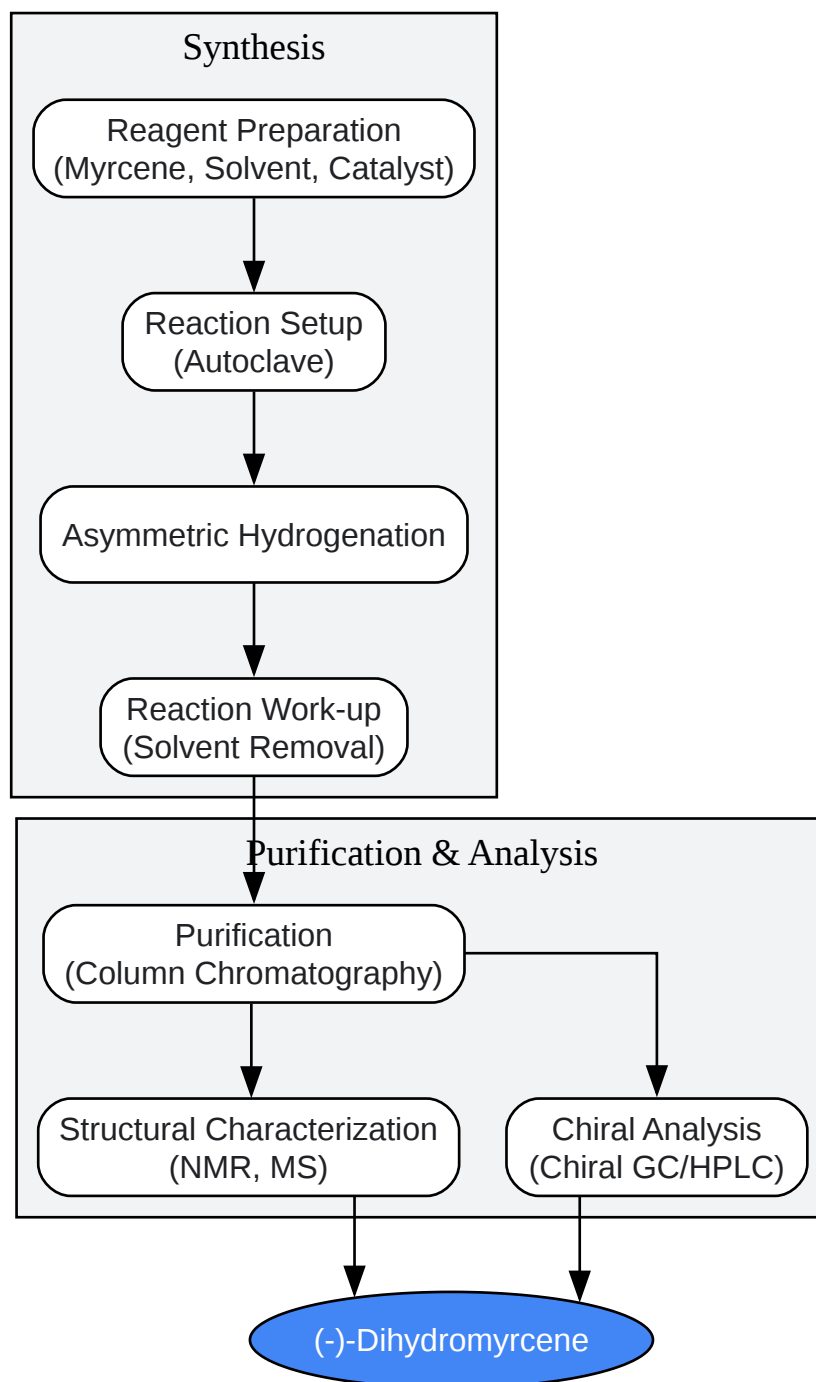 Synthesis
Reagent Preparation
(Myrcene, Solvent, Catalyst)
Reaction Setup
(Autoclave)
Asymmetric Hydrogenation
Reaction Work-up
(Solvent Removal)
Purification & Analysis
Purification
(Column Chromatography)
Structural Characterization
(NMR, MS)
Chiral Analysis
(Chiral GC/HPLC)
(-)-Dihydromyrcene